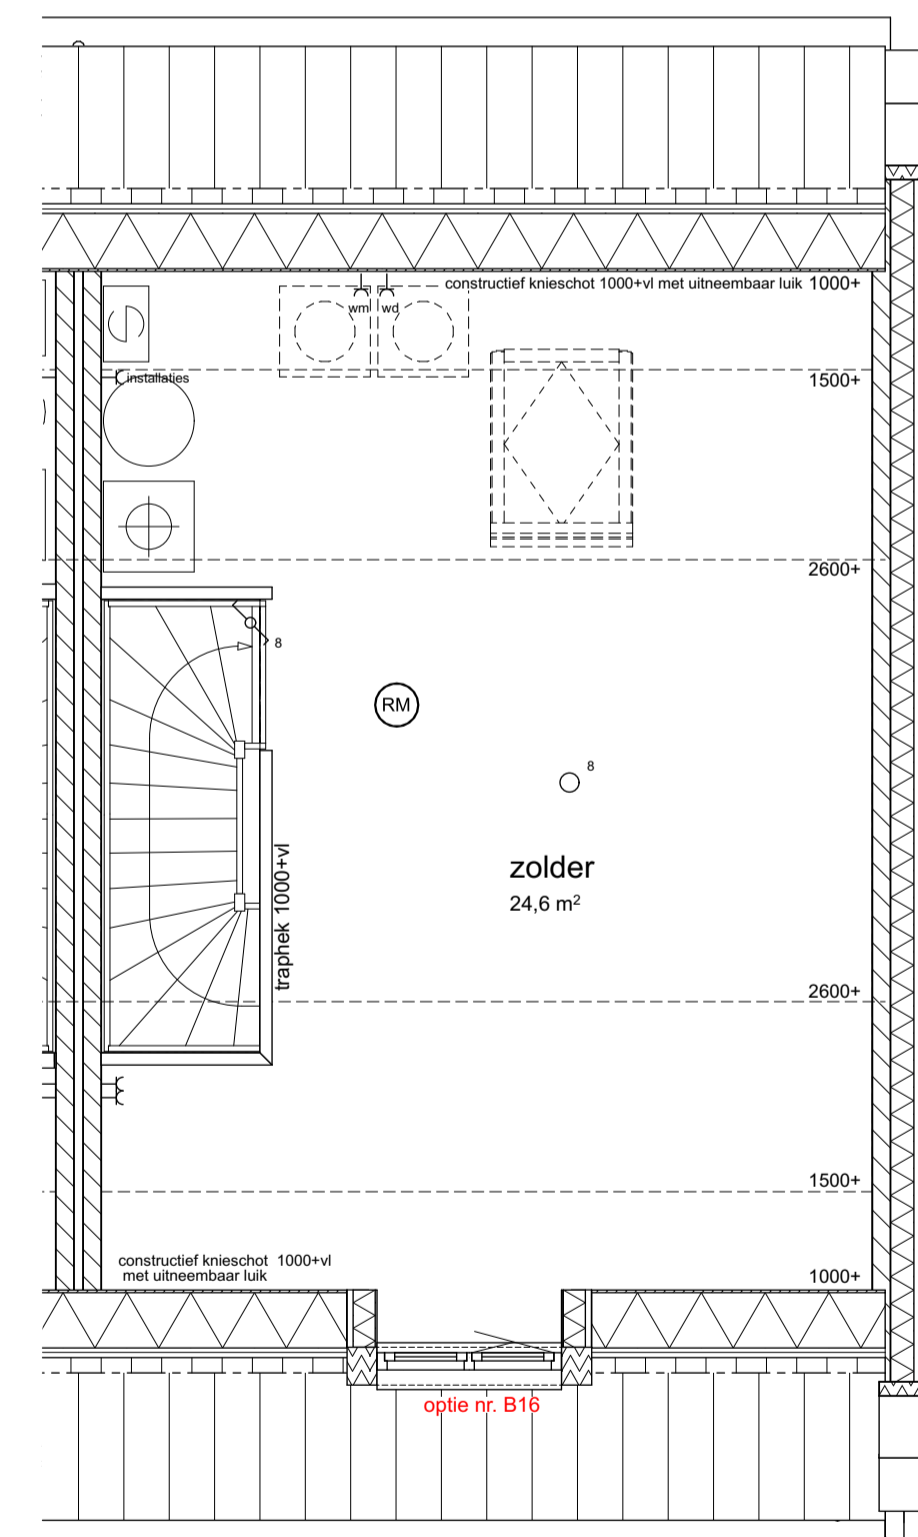 constructief knieschot 1000+vl met uitneembaar luik 1000+
wm wd
installaties
1500+
2600+
8
RM
8
zolder
24,6 m²
traphek 1000+vl
2600+
1500+
constructief knieschot 1000+vl
met uitneembaar luik
1000+
optie nr. B16